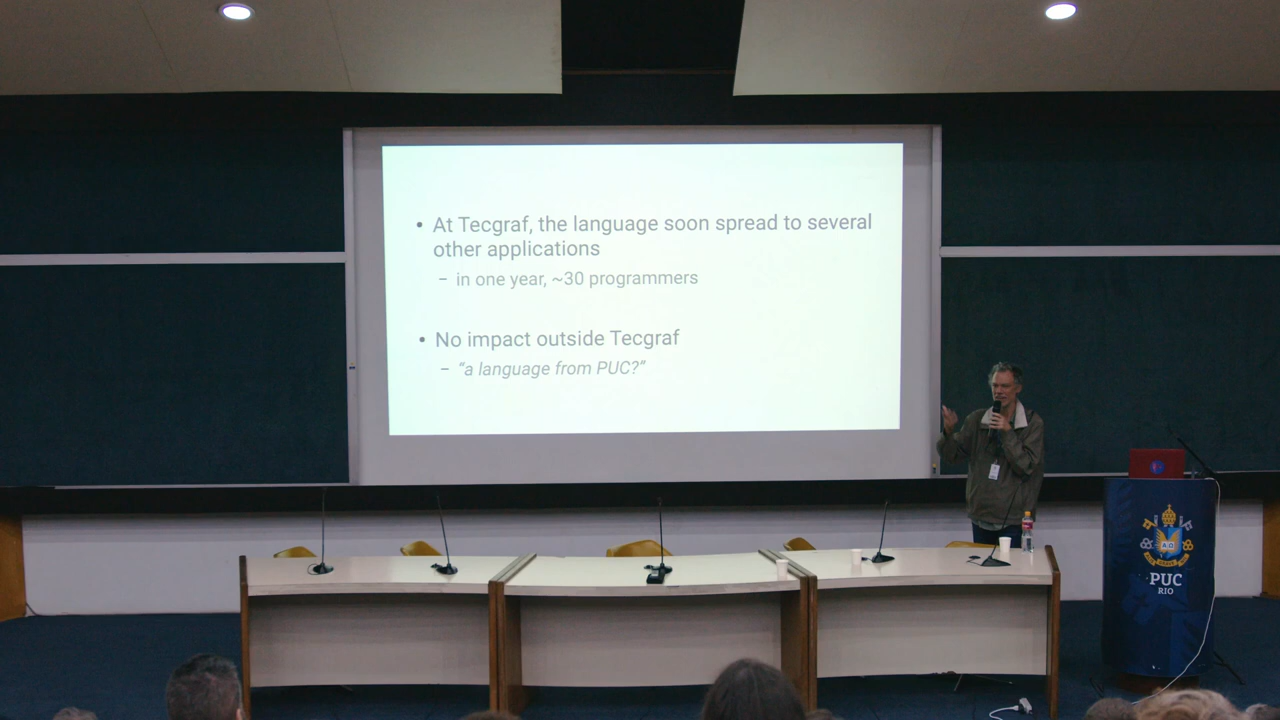 • At Tecgraf, the language soon spread to several
other applications
– in one year, ~30 programmers
• No impact outside Tecgraf
– “a language from PUC?”
PUC
RIO